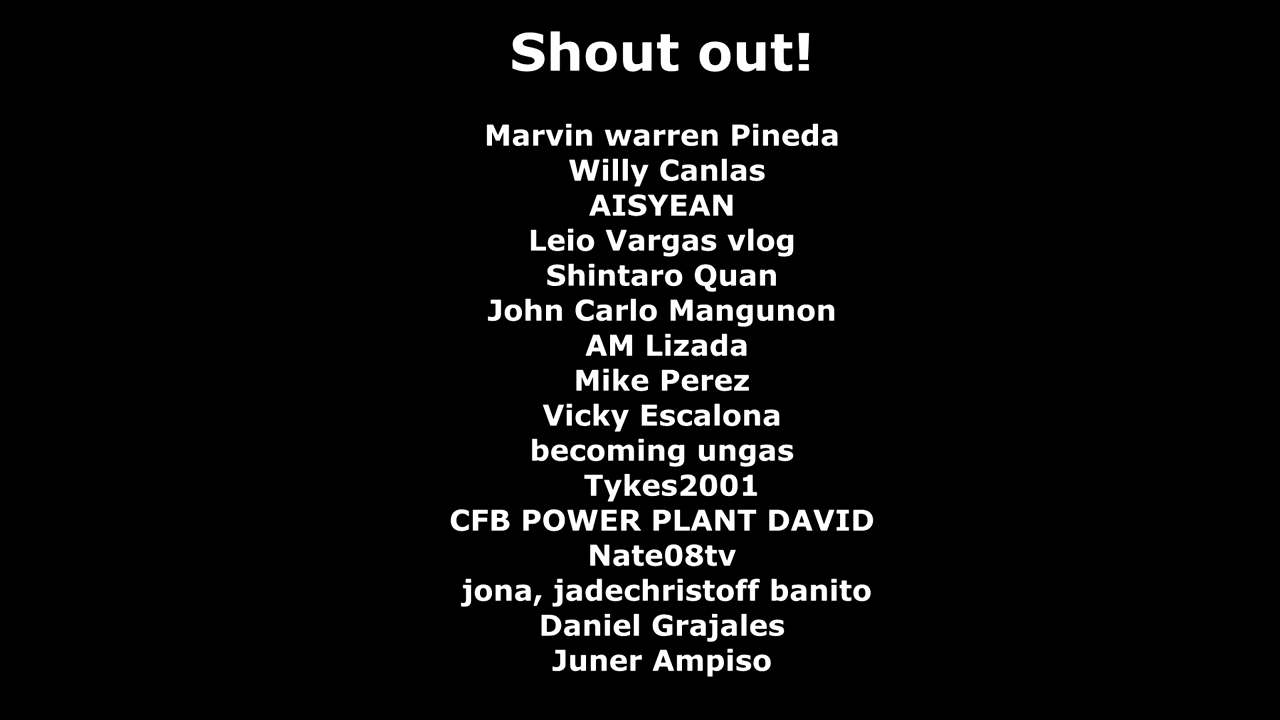 Shout out!
Marvin warren Pineda
Willy Canlas
AISYEAN
Leio Vargas vlog
Shintaro Quan
John Carlo Mangunon
AM Lizada
Mike Perez
Vicky Escalona
becoming ungas
Tykes2001
CFB POWER PLANT DAVID
Nate08tv
jona, jadechristoff banito
Daniel Grajales
Juner Ampiso